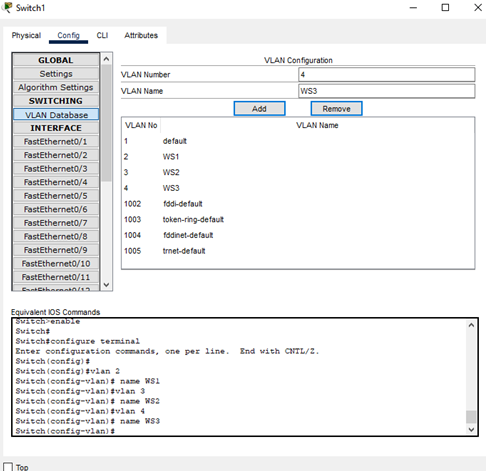 Switch1
Physical Config CLI Attributes
GLOBAL
Settings
Algorithm Settings
SWITCHING
VLAN Database
INTERFACE
FastEthernet0/1
FastEthernet0/2
FastEthernet0/3
FastEthernet0/4
FastEthernet0/5
FastEthernet0/6
FastEthernet0/7
FastEthernet0/8
FastEthernet0/9
FastEthernet0/10
FastEthernet0/11
VLAN Configuration
VLAN Number 4
VLAN Name WS3
Add Remove
VLAN No VLAN Name
1 default
2 WS1
3 WS2
4 WS3
1002 fddi-default
1003 token-ring-default
1004 fddinet-default
1005 trnet-default
Equivalent IOS Commands
Switch>enable
Switch#
Switch#configure terminal
Enter configuration commands, one per line. End with CNTL/Z.
Switch(config)#
Switch(config)#vlan 2
Switch(config-vlan)# name WS1
Switch(config-vlan)#vlan 3
Switch(config-vlan)# name WS2
Switch(config-vlan)#vlan 4
Switch(config-vlan)# name WS3
Switch(config-vlan)#
Top